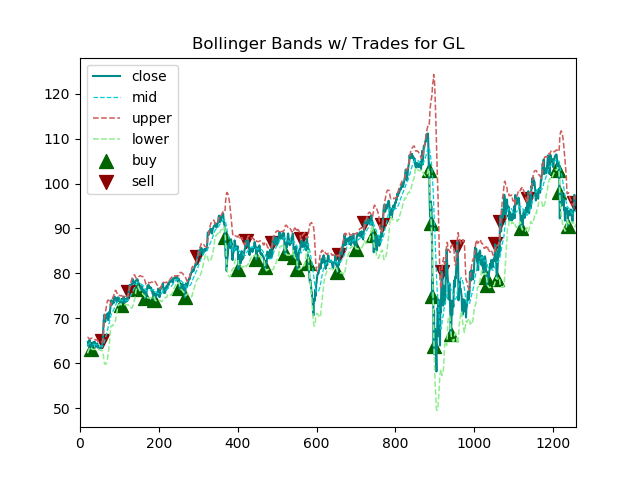 Bollinger Bands w/ Trades for GL
close
mid
upper
lower
buy
sell
120
110
100
90
80
70
60
50
0 200 400 600 800 1000 1200